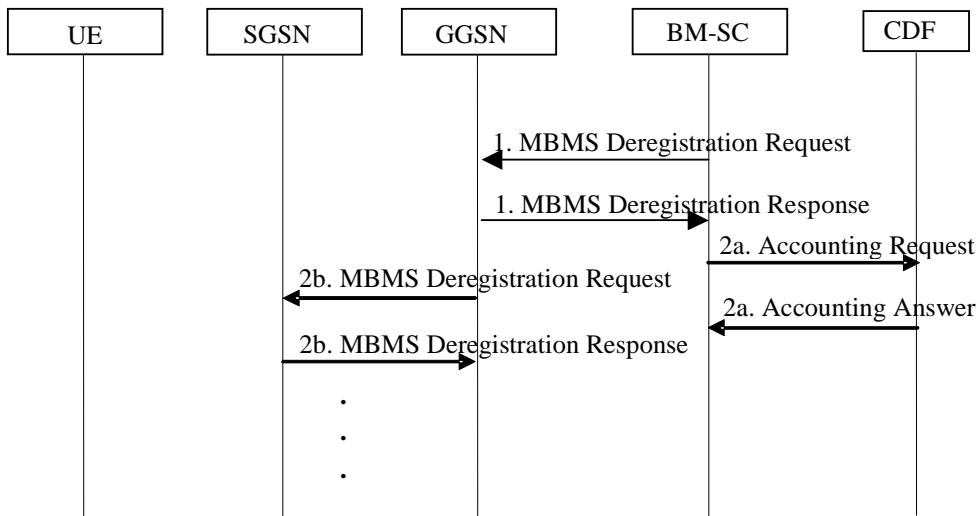 UE
SGSN
GGSN
BM-SC
CDF
1. MBMS Deregistration Request
1. MBMS Deregistration Response
2a. Accounting Request
2b. MBMS Deregistration Request
2a. Accounting Answer
2b. MBMS Deregistration Response
.
.
.